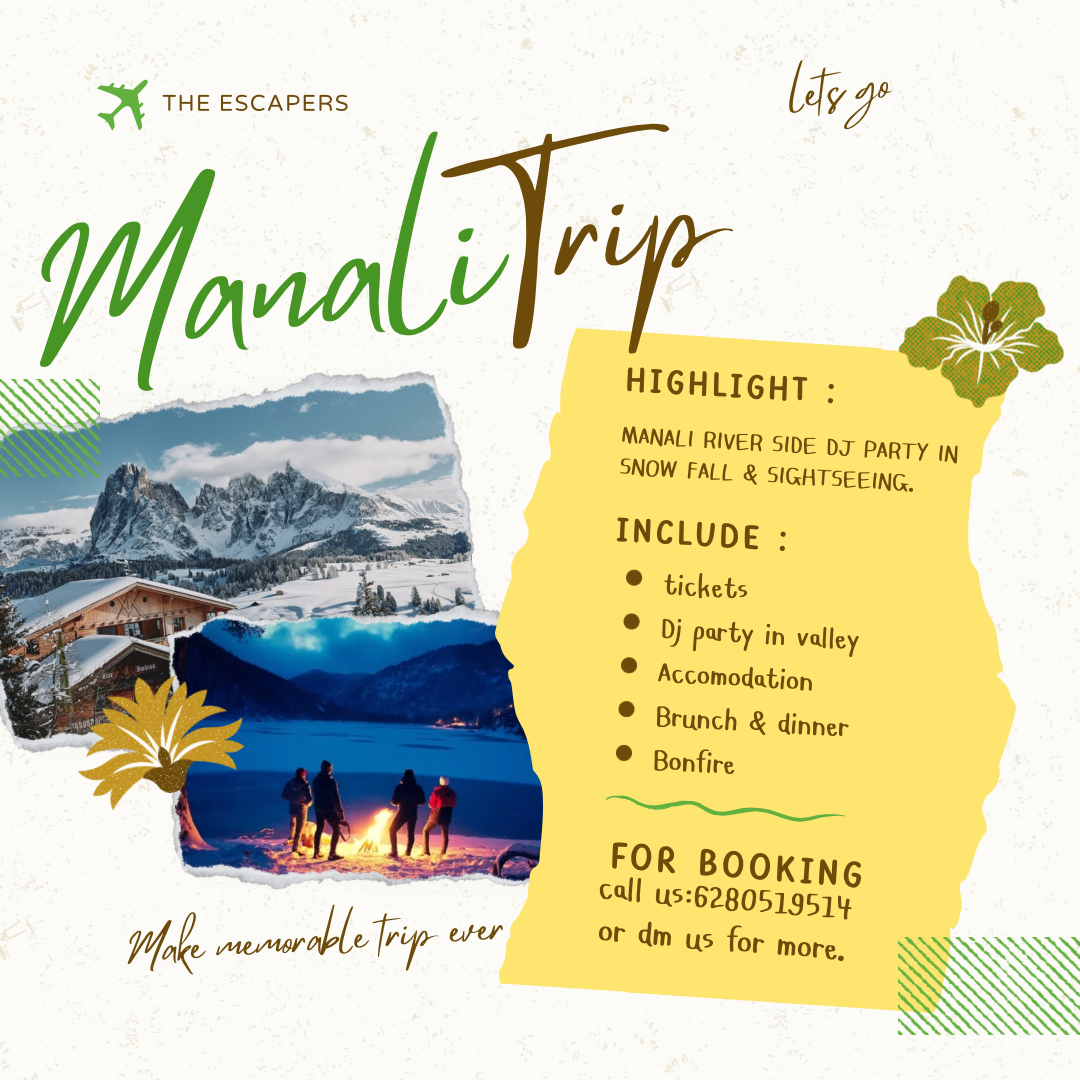 THE ESCAPERS
lets go
Manali Trip
HIGHLIGHT :
MANALI RIVER SIDE DJ PARTY IN
SNOW FALL & SIGHTSEEING.
INCLUDE :
tickets
Dj party in valley
Accomodation
Brunch & dinner
Bonfire
FOR BOOKING
call us:6280519514
or dm us for more.
Make memorable trip ever